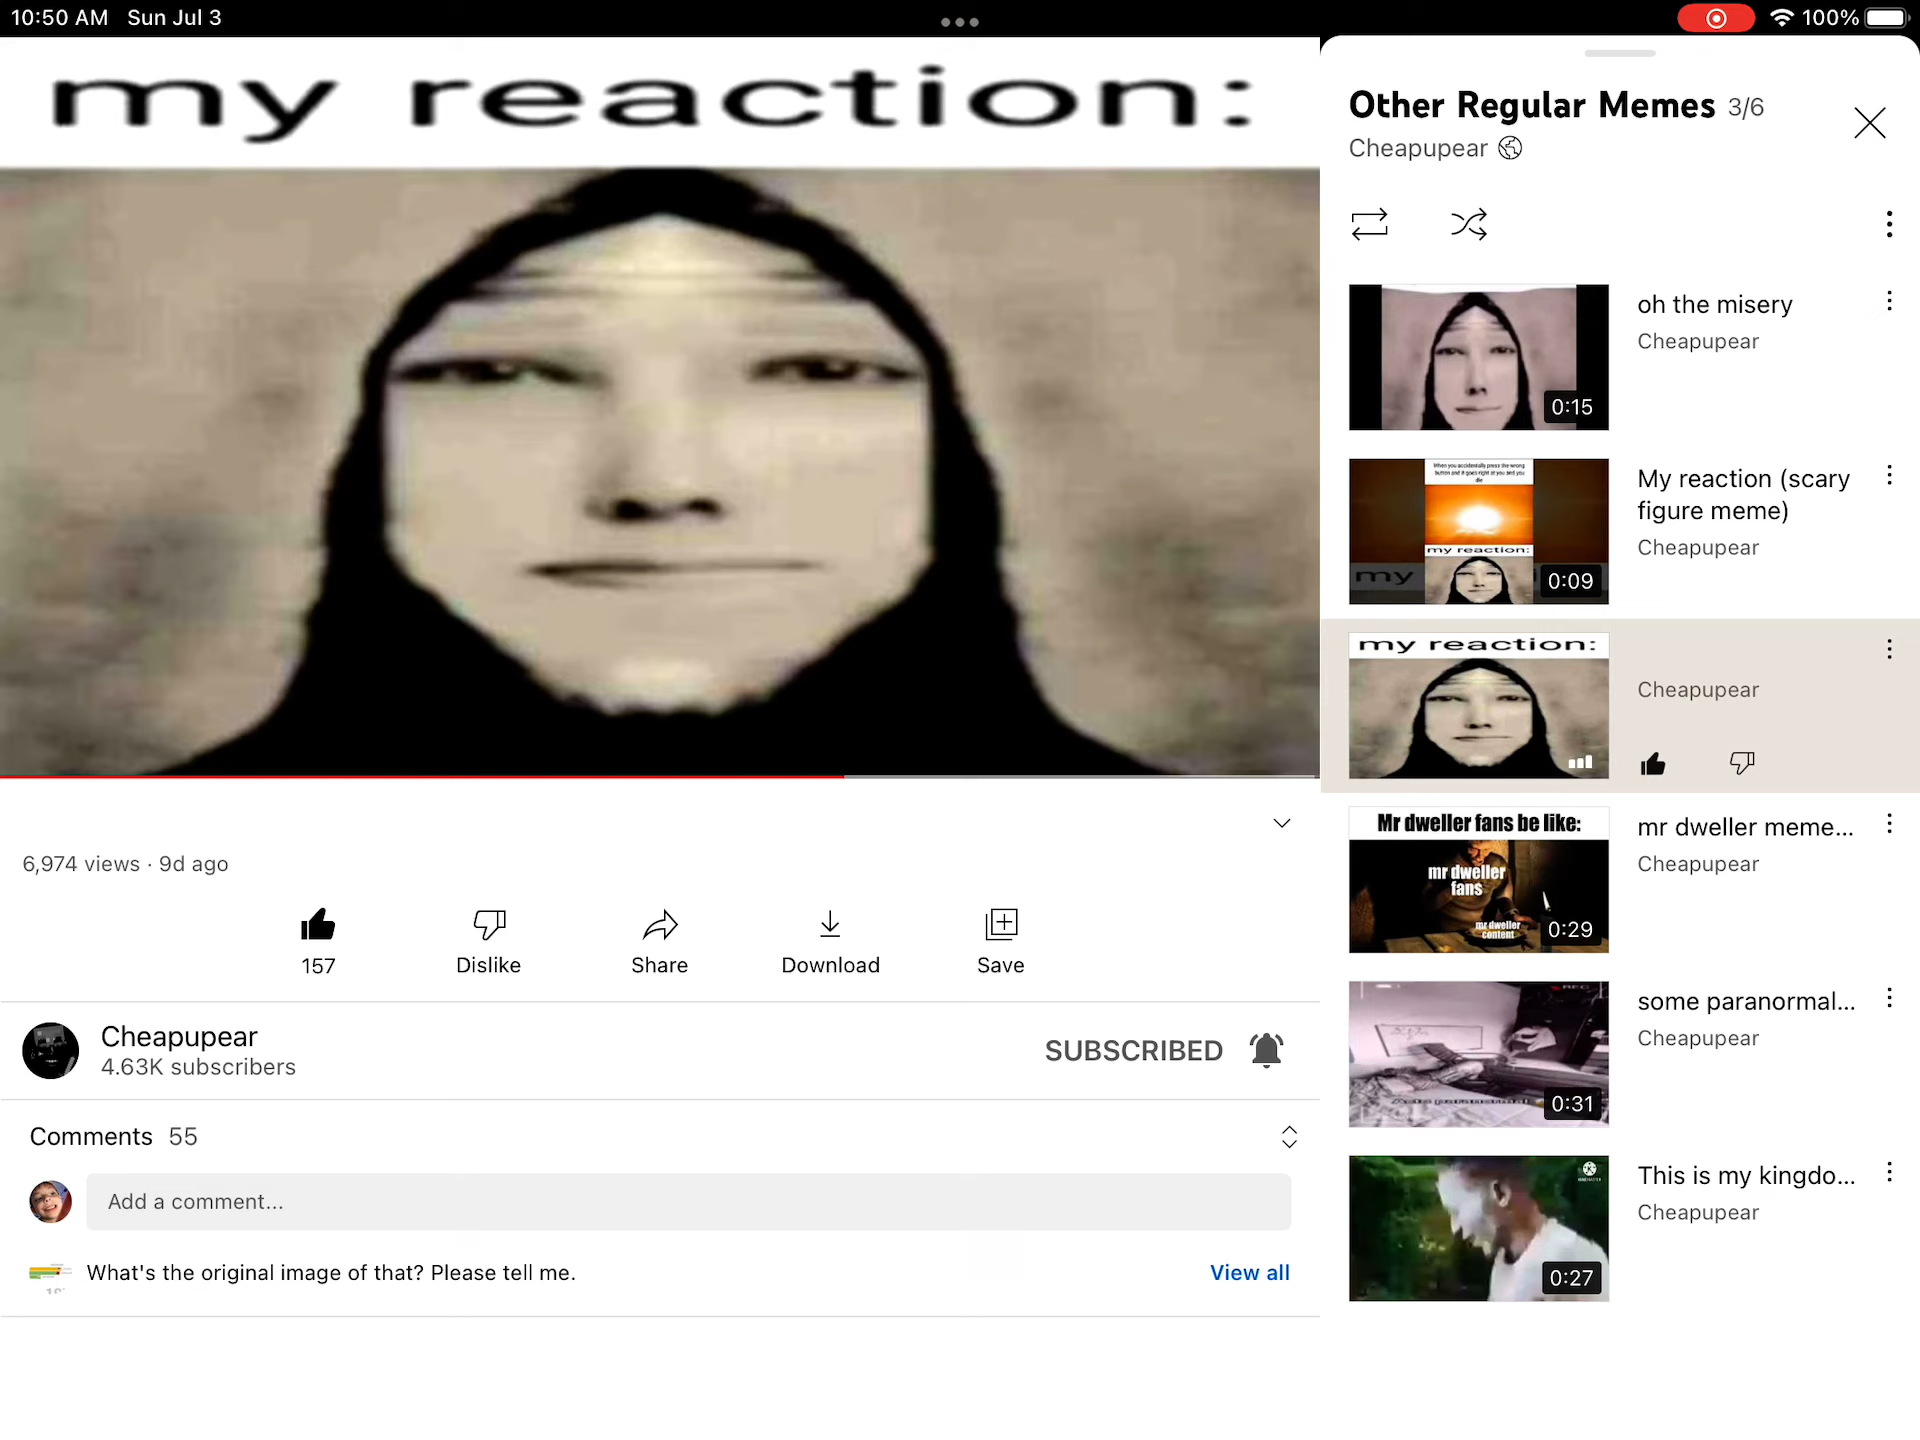 10:50 AM Sun Jul 3
100%
my reaction:
6,974 views · 9d ago
157
Dislike
Share
Download
Save
Cheapupear
4.63K subscribers
SUBSCRIBED
Comments 55
Add a comment...
What's the original image of that? Please tell me.
View all
Other Regular Memes 3/6
Cheapupear
0:15
oh the misery
Cheapupear
When you accidentally press the wrong
button and it goes right at you and you
die
my reaction:
my
0:09
My reaction (scary
figure meme)
Cheapupear
my reaction:
Cheapupear
Mr dweller fans be like:
mr dweller
fans
mr dweller
content
0:29
mr dweller meme...
Cheapupear
REC
0:31
some paranormal...
Cheapupear
0:27
This is my kingdo...
Cheapupear